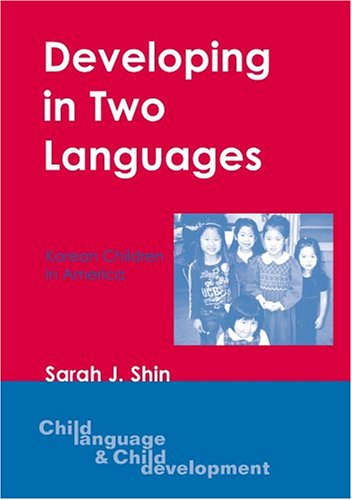 Developing
in Two
Languages
Korean Children
in America
Sarah J. Shin
Child
language
& Child
development